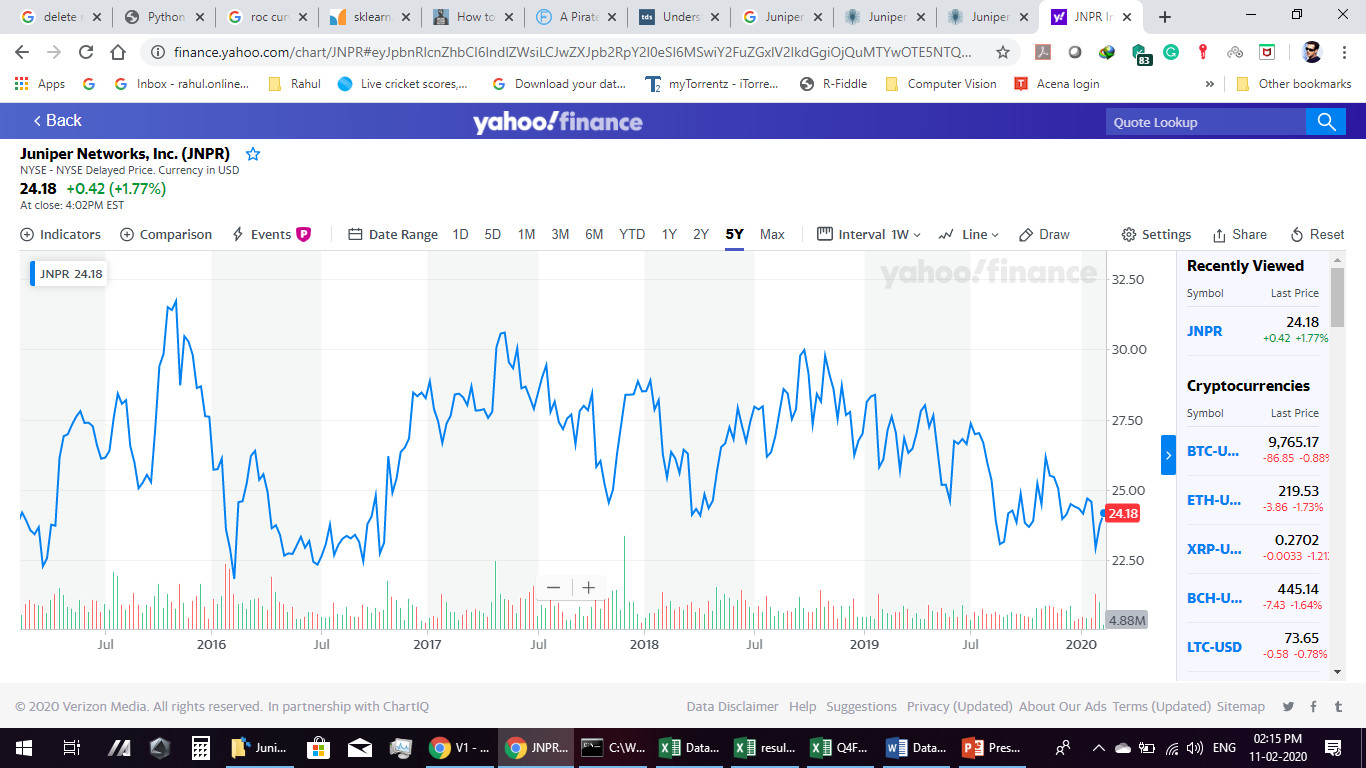 delete r
Python
roc cur
sklearn.
How to
A Pirate
tds Unders
Juniper
Juniper
Juniper
y! JNPR In
finance.yahoo.com/chart/JNPR#
83
Apps
Inbox - rahul.online...
Rahul
Live cricket scores,...
Download your dat...
myTorrentz - iTorre...
R-Fiddle
Computer Vision
Acena login
»
Other bookmarks
< Back
yahoo!finance
Quote Lookup
Juniper Networks, Inc. (JNPR)
NYSE - NYSE Delayed Price. Currency in USD
24.18 +0.42 (+1.77%)
At close: 4:02PM EST
Indicators Comparison Events P Date Range 1D 5D 1M 3M 6M YTD 1Y 2Y 5Y Max Interval 1W Line Draw Settings Share Reset
JNPR 24.18
yahoo!finance
32.50
30.00
27.50
25.00
24.18
22.50
4.88M
Jul 2016 Jul 2017 Jul 2018 Jul 2019 Jul 2020
Recently Viewed
Symbol Last Price
JNPR 24.18
+0.42 +1.77%
Cryptocurrencies
Symbol Last Price
BTC-U... 9,765.17
-86.85 -0.88%
ETH-U... 219.53
-3.86 -1.73%
XRP-U... 0.2702
-0.0033 -1.21
BCH-U... 445.14
-7.43 -1.64%
LTC-USD 73.65
-0.58 -0.78%
© 2020 Verizon Media. All rights reserved. In partnership with ChartIQ
Data Disclaimer Help Suggestions Privacy (Updated) About Our Ads Terms (Updated) Sitemap
Juni...
V1 - ...
JNPR...
C:\W...
Data...
resul...
Q4F...
Data...
Pres...
ENG
02:15 PM
11-02-2020